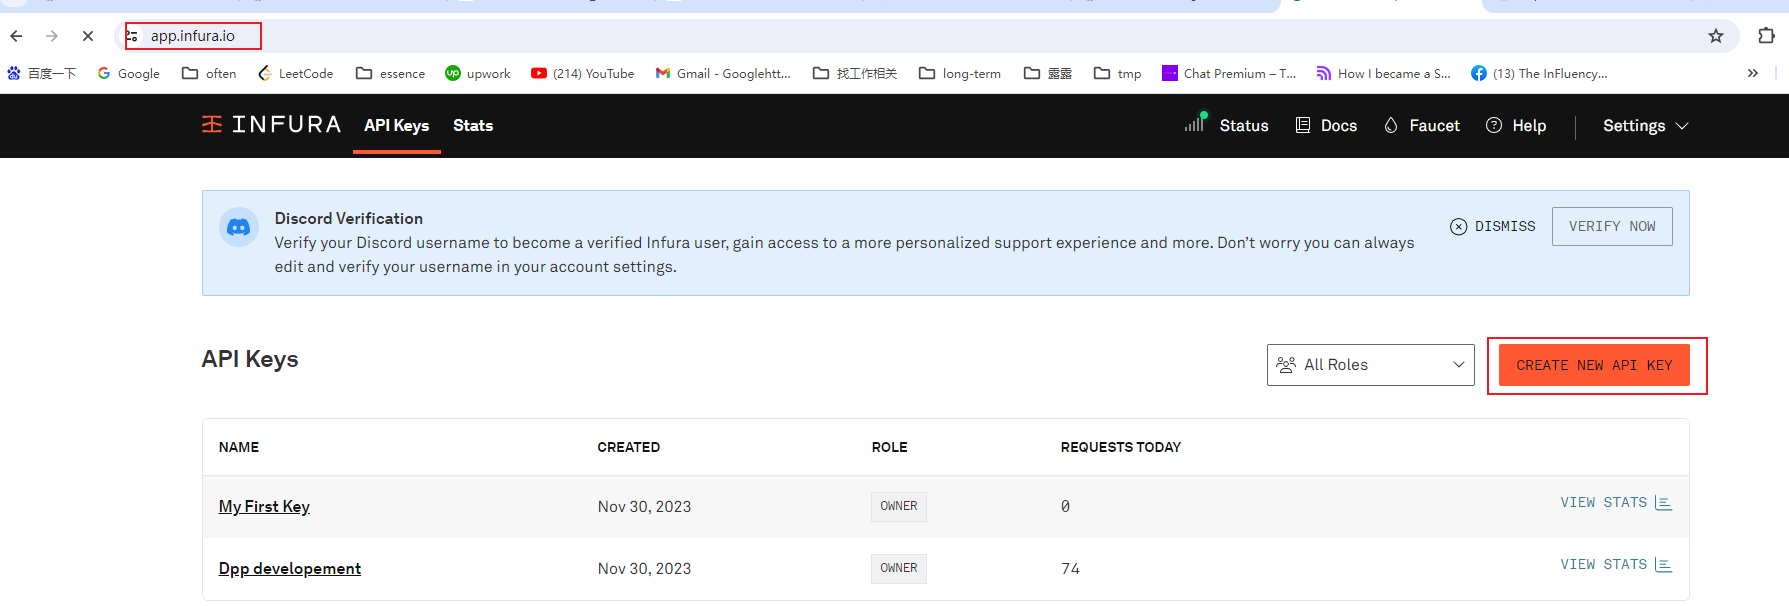 app.infura.io
百度一下 Google often LeetCode essence upwork (214) YouTube Gmail - Googlehtt... 找工作相关 long-term 露露 tmp Chat Premium – T... How I became a S... (13) The InFluency...
INFURA API Keys Stats Status Docs Faucet Help Settings
Discord Verification
Verify your Discord username to become a verified Infura user, gain access to a more personalized support experience and more. Don't worry you can always
edit and verify your username in your account settings.
DISMISS VERIFY NOW
API Keys All Roles CREATE NEW API KEY
NAME CREATED ROLE REQUESTS TODAY
My First Key Nov 30, 2023 OWNER 0 VIEW STATS
Dpp developement Nov 30, 2023 OWNER 74 VIEW STATS